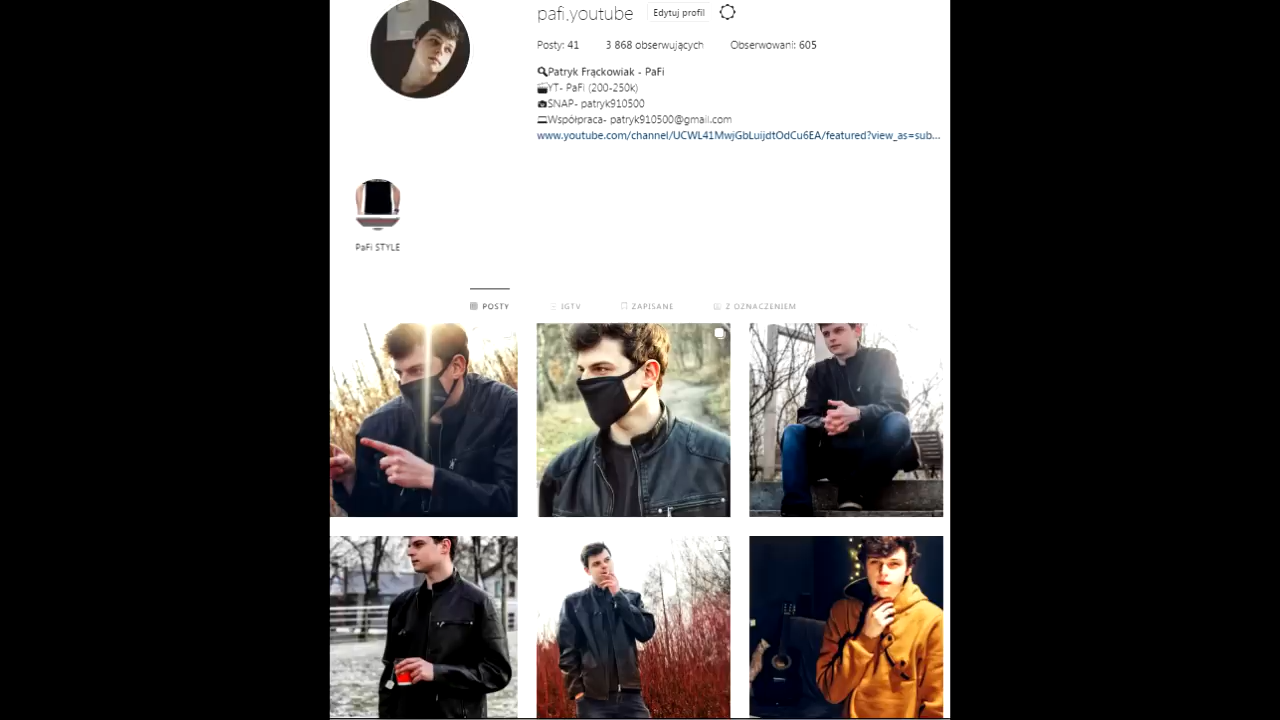 pafi.youtube Edytuj profil
Posty: 41 3 868 obserwujących Obserwowani: 605
Patryk Frąckowiak - PaFi
YT- PaFi (200-250k)
SNAP- patryk910500
Współpraca- patryk910500@gmail.com
www.youtube.com/channel/UCWL41MwjGbLuijdtOdCu6EA/featured?view_as=sub...
PaFi STYLE
POSTY IGTV ZAPISANE Z OZNACZENIEM